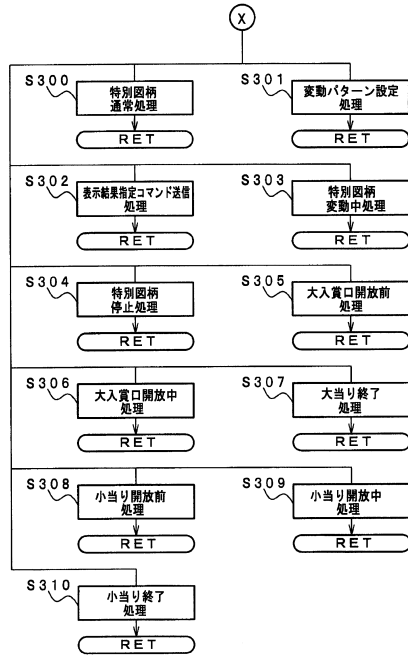 X
S300
特別図柄
通常処理
RET
S301
変動パターン設定
処理
RET
S302
表示結果指定コマンド送信
処理
RET
S303
特別図柄
変動中処理
RET
S304
特別図柄
停止処理
RET
S305
大入賞口開放前
処理
RET
S306
大入賞口開放中
処理
RET
S307
大当り終了
処理
RET
S308
小当り開放前
処理
RET
S309
小当り開放中
処理
RET
S310
小当り終了
処理
RET